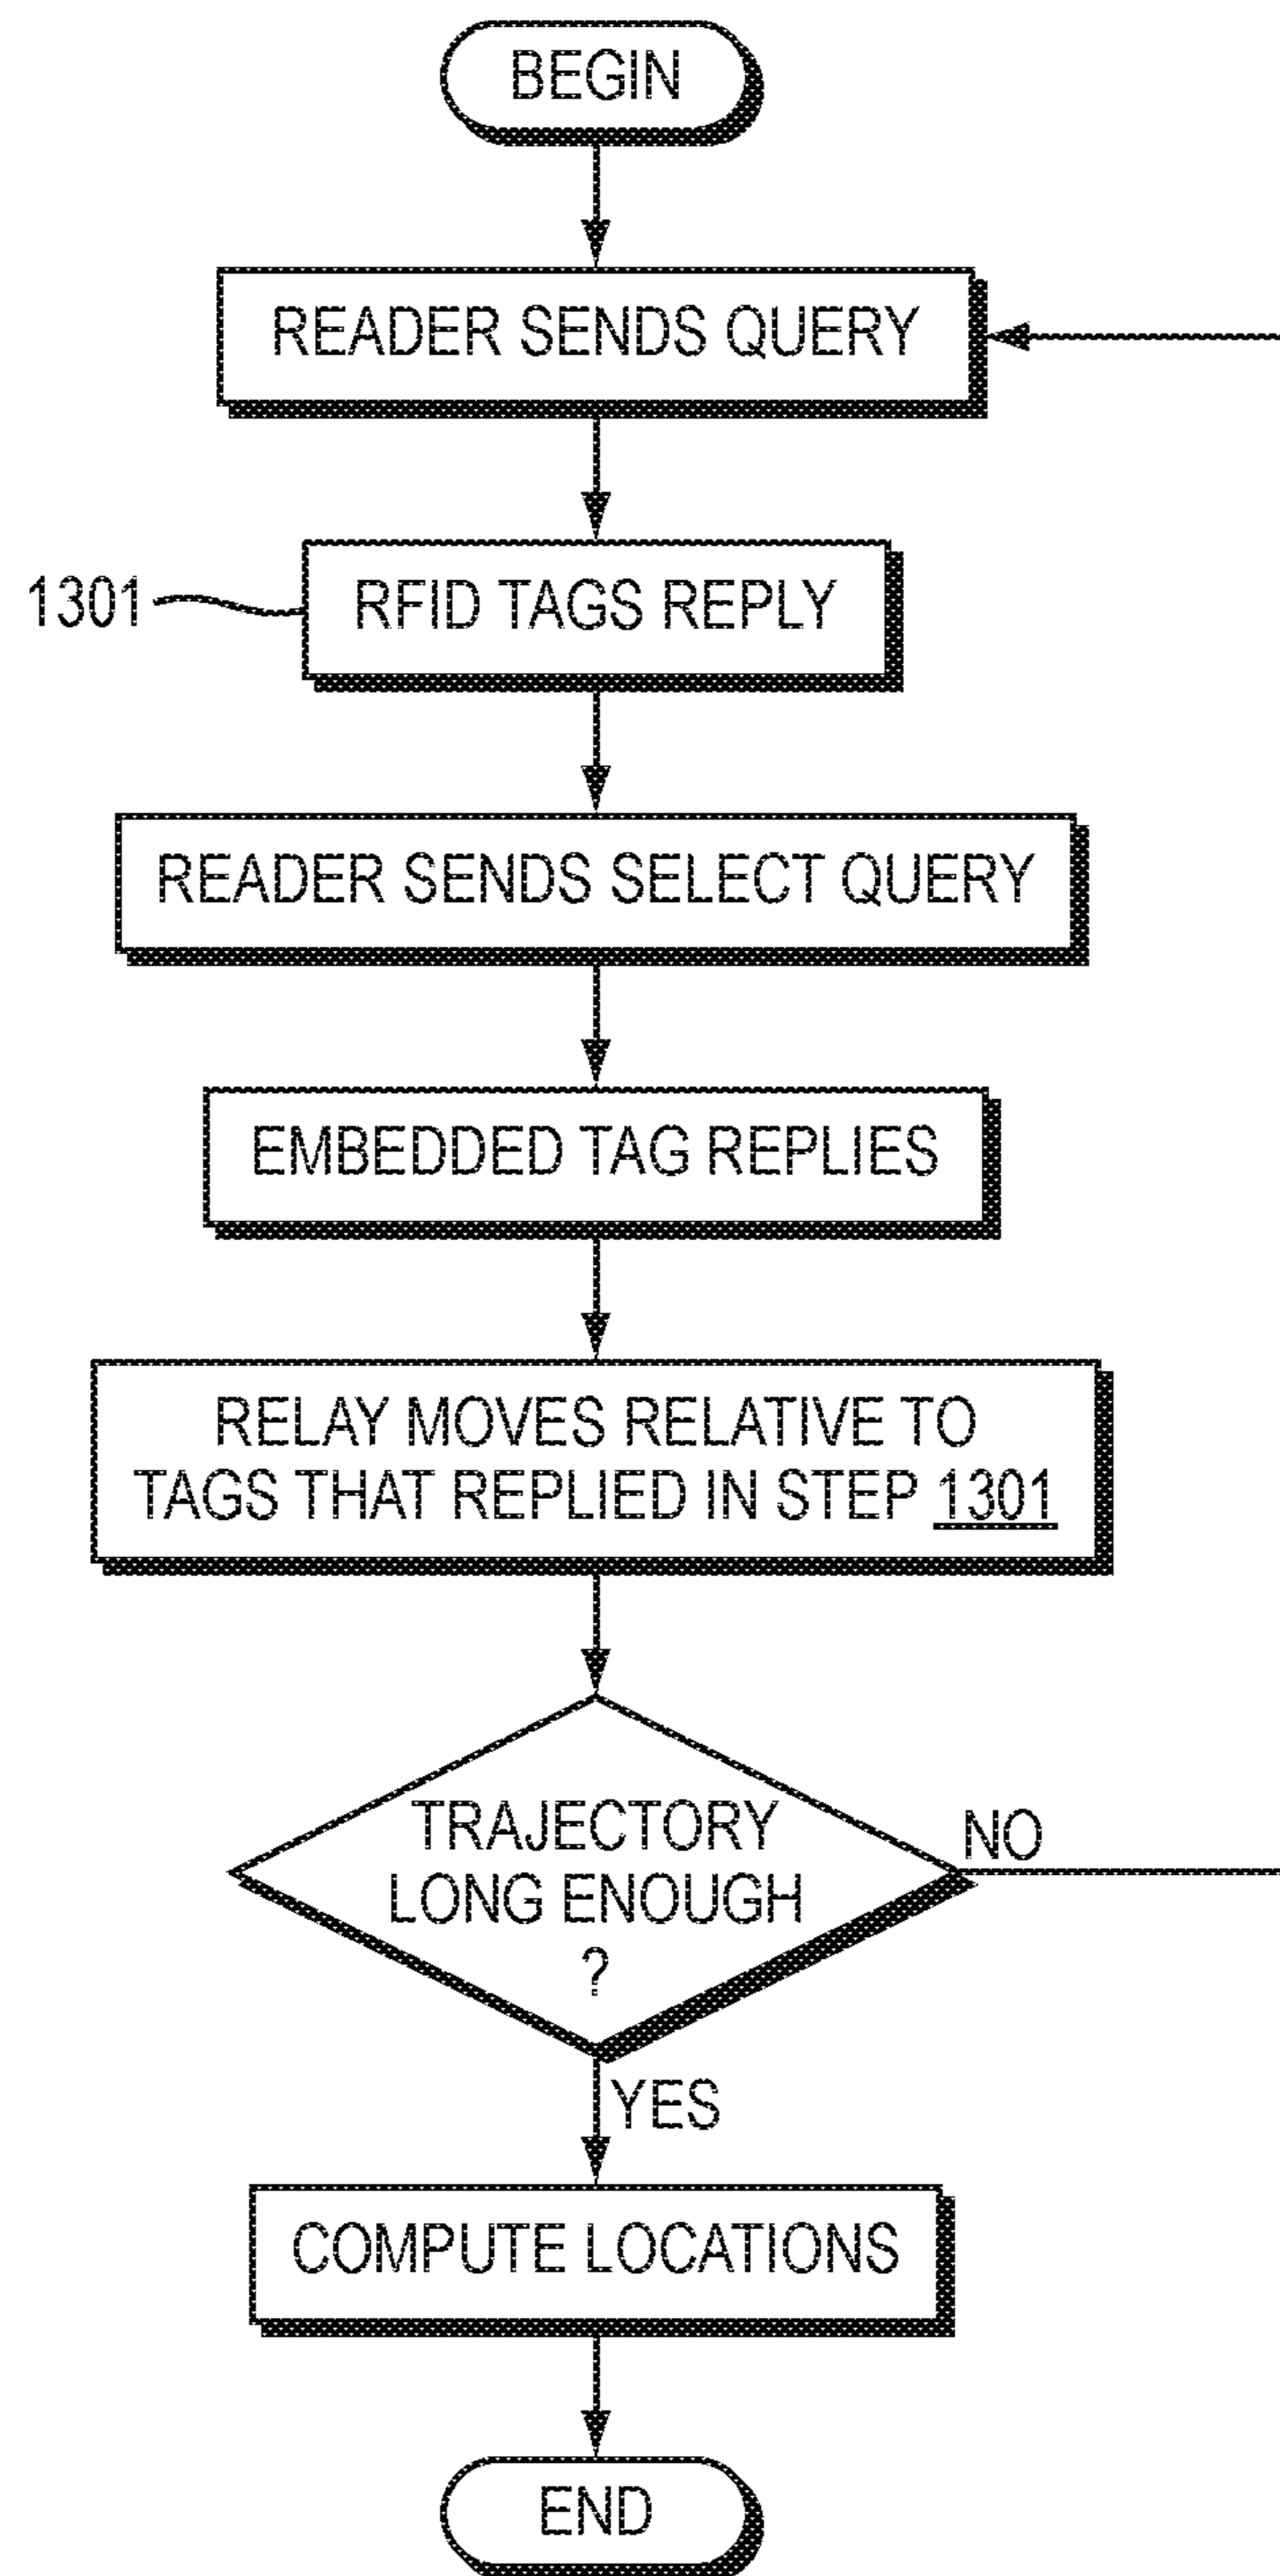 BEGIN
READER SENDS QUERY
1301
RFID TAGS REPLY
READER SENDS SELECT QUERY
EMBEDDED TAG REPLIES
RELAY MOVES RELATIVE TO
TAGS THAT REPLIED IN STEP 1301
TRAJECTORY
LONG ENOUGH
?
NO
YES
COMPUTE LOCATIONS
END